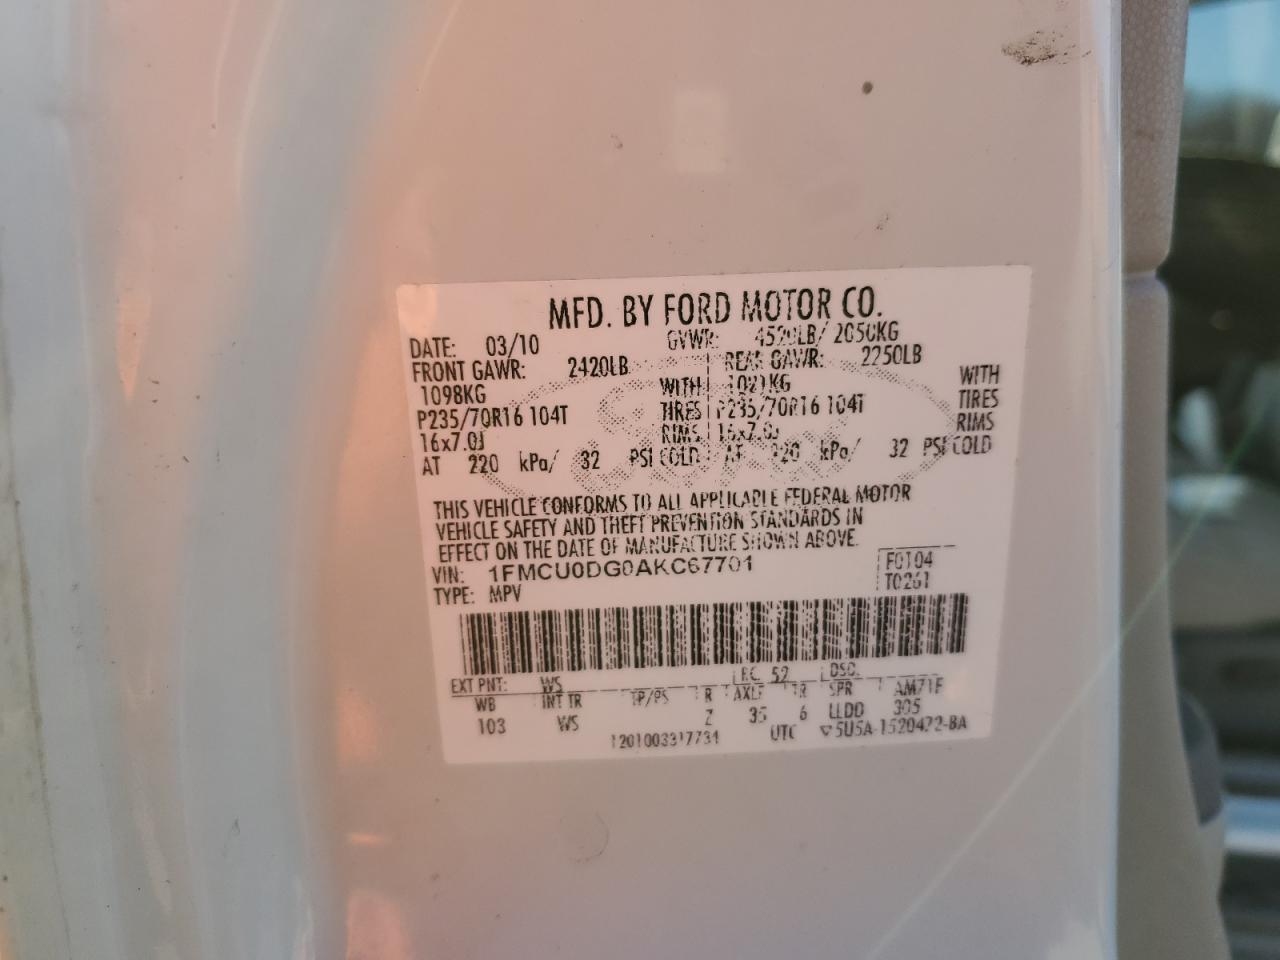 MFD. BY FORD MOTOR CO.
DATE: 03/10 GVWR: 4520LB/ 2050KG
FRONT GAWR: 2420LB REAR GAWR: 2250LB
1098KG WITH 1021KG WITH
P235/70R16 104T TIRES P235/70R16 104T TIRES
16x7.0J RIMS 16x7.0J RIMS
AT 220 kPa/ 32 PSI COLD AT 220 kPa/ 32 PSI COLD
THIS VEHICLE CONFORMS TO ALL APPLICABLE FEDERAL MOTOR
VEHICLE SAFETY AND THEFT PREVENTION STANDARDS IN
EFFECT ON THE DATE OF MANUFACTURE SHOWN ABOVE.
VIN: 1FMCU0DG0AKC67701 F0104
TYPE: MPV T0261
EXT PNT: WS RC: 52 DSO:
WB INT TR TP/PS R AXLE TR SPR AM71F
103 WS Z 35 6 LLDD 305
1201003317734 UTC ▽5U5A-1520472-BA